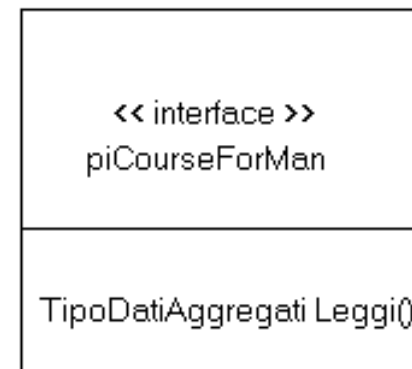 << interface >>
piCourseForMan
TipoDatiAggregati Leggi()